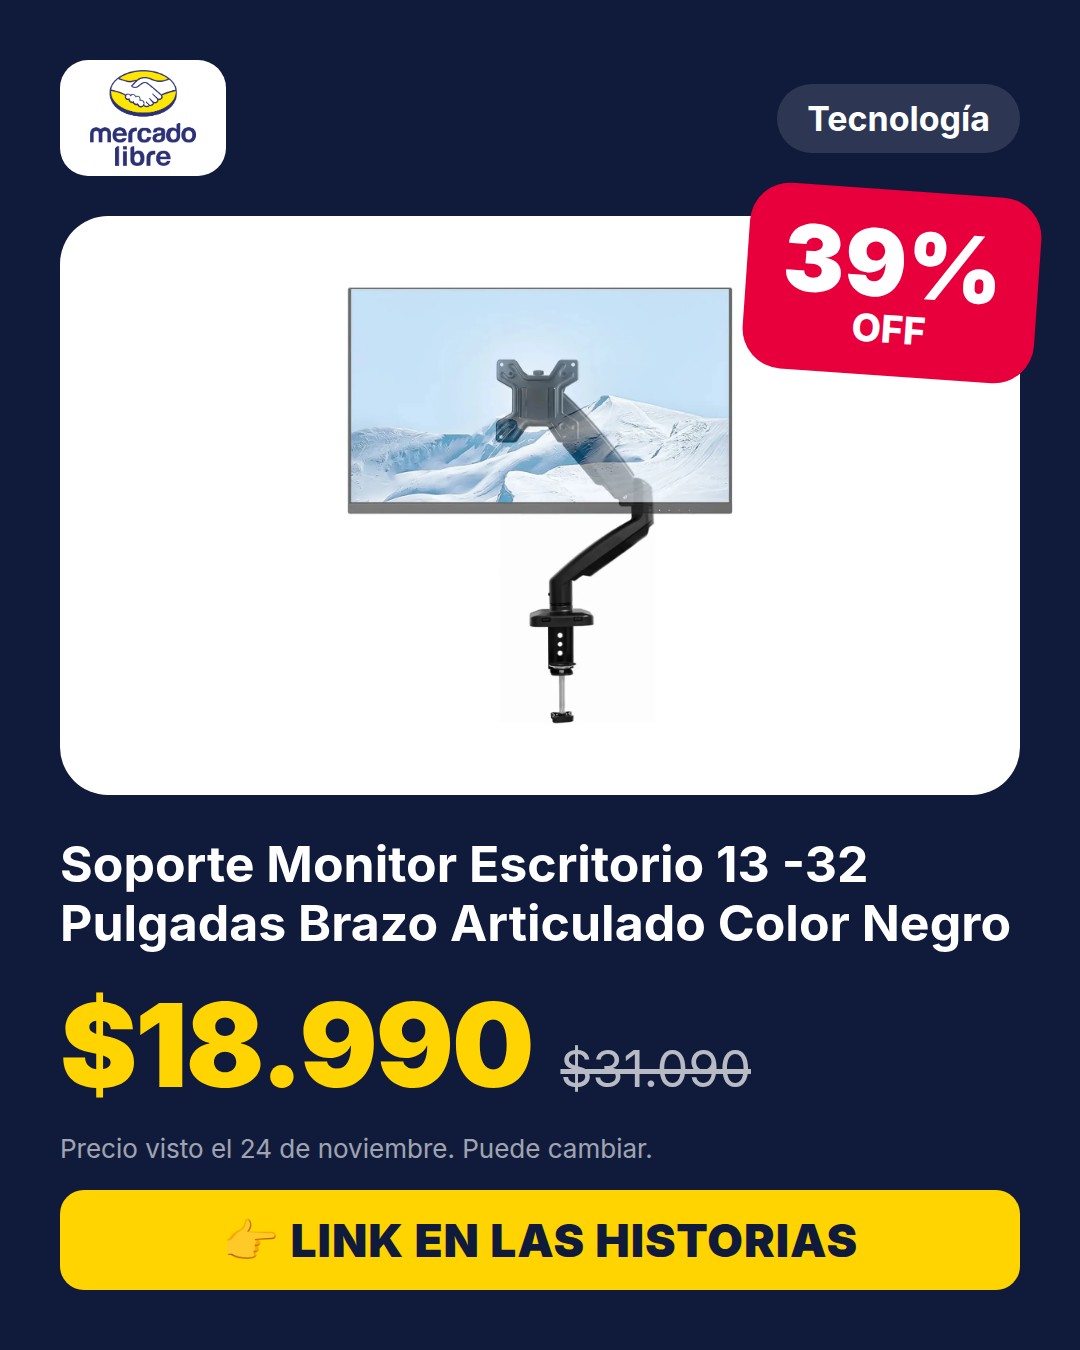 mercado
libre
Tecnología
39%
OFF
Soporte Monitor Escritorio 13 -32
Pulgadas Brazo Articulado Color Negro
$18.990 $31.090
Precio visto el 24 de noviembre. Puede cambiar.
👉 LINK EN LAS HISTORIAS